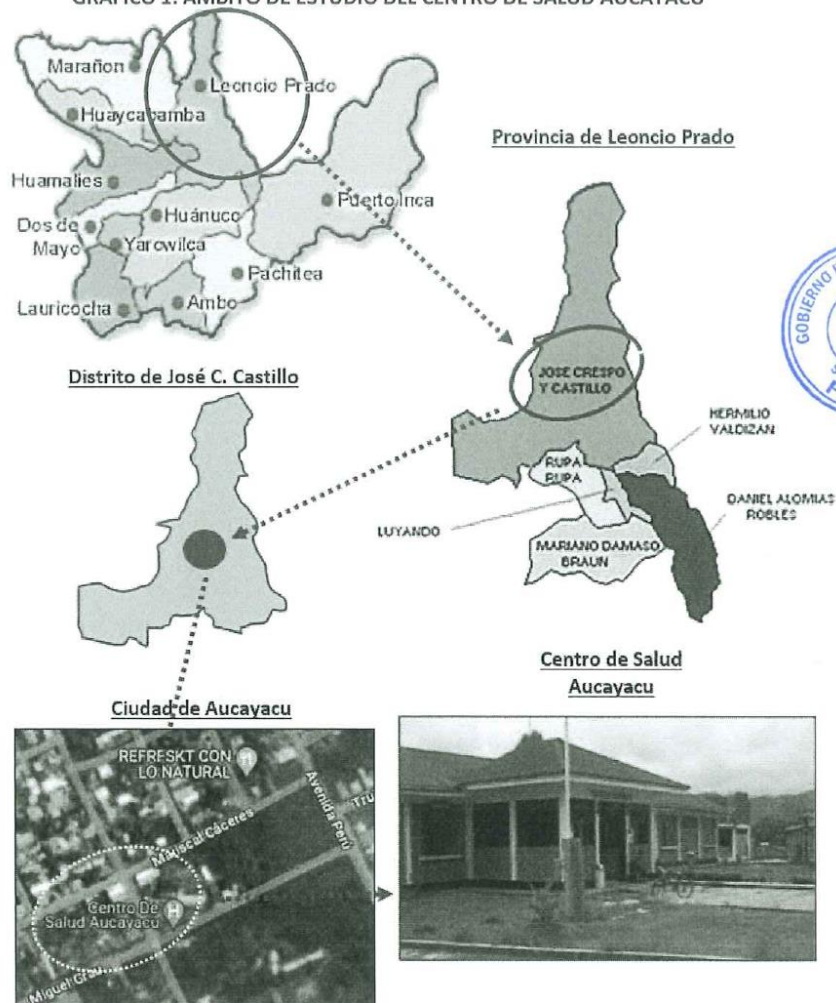 GRÁFICO 1: ÁMBITO DE ESTUDIO DEL CENTRO DE SALUD AUCAYACU
Marañon
Leoncio Prado
Huaycabamba
Huamalies
Puerto Inca
Huánuco
Dos de
Mayo
Yarowilca
Pachitea
Lauricocha
Ambo
Provincia de Leoncio Prado
JOSE CRESPO
Y CASTILLO
HERMILIO
VALDIZAN
RUPA
RUPA
DANIEL ALOMIAS
ROBLES
LUYANDO
MARIANO DAMASO
BRAUN
GOBIERNO
Distrito de José C. Castillo
Ciudad de Aucayacu
REFRESKT CON
LO NATURAL
Avenida Perú
Tru
Mariscal Cáceres
Centro De
Salud Aucayacu
H
Miguel Grau
Centro de Salud
Aucayacu